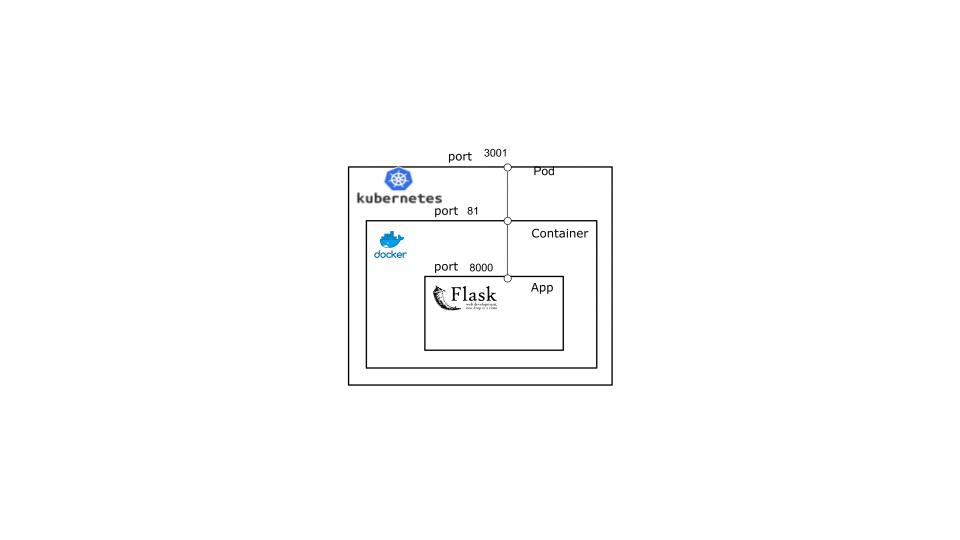 port 3001
Pod
kubernetes
port 81
Container
docker
port 8000
App
Flask
web development,
one drop at a time